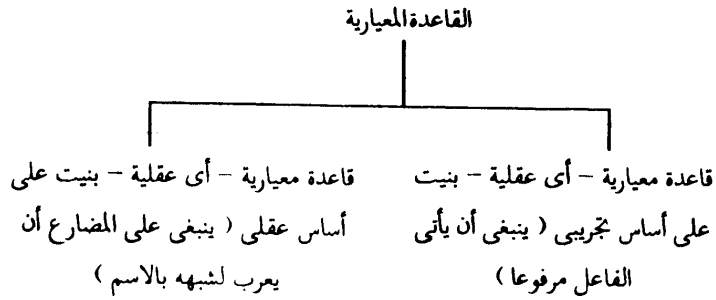 القاعدة المعيارية
قاعدة معيارية – أى عقلية – بنيت
على أساس تجريبى ( ينبغى أن يأتى
الفاعل مرفوعا )
قاعدة معيارية – أى عقلية – بنيت على
أساس عقلى ( ينبغى على المضارع أن
يعرب لشبهه بالاسم )